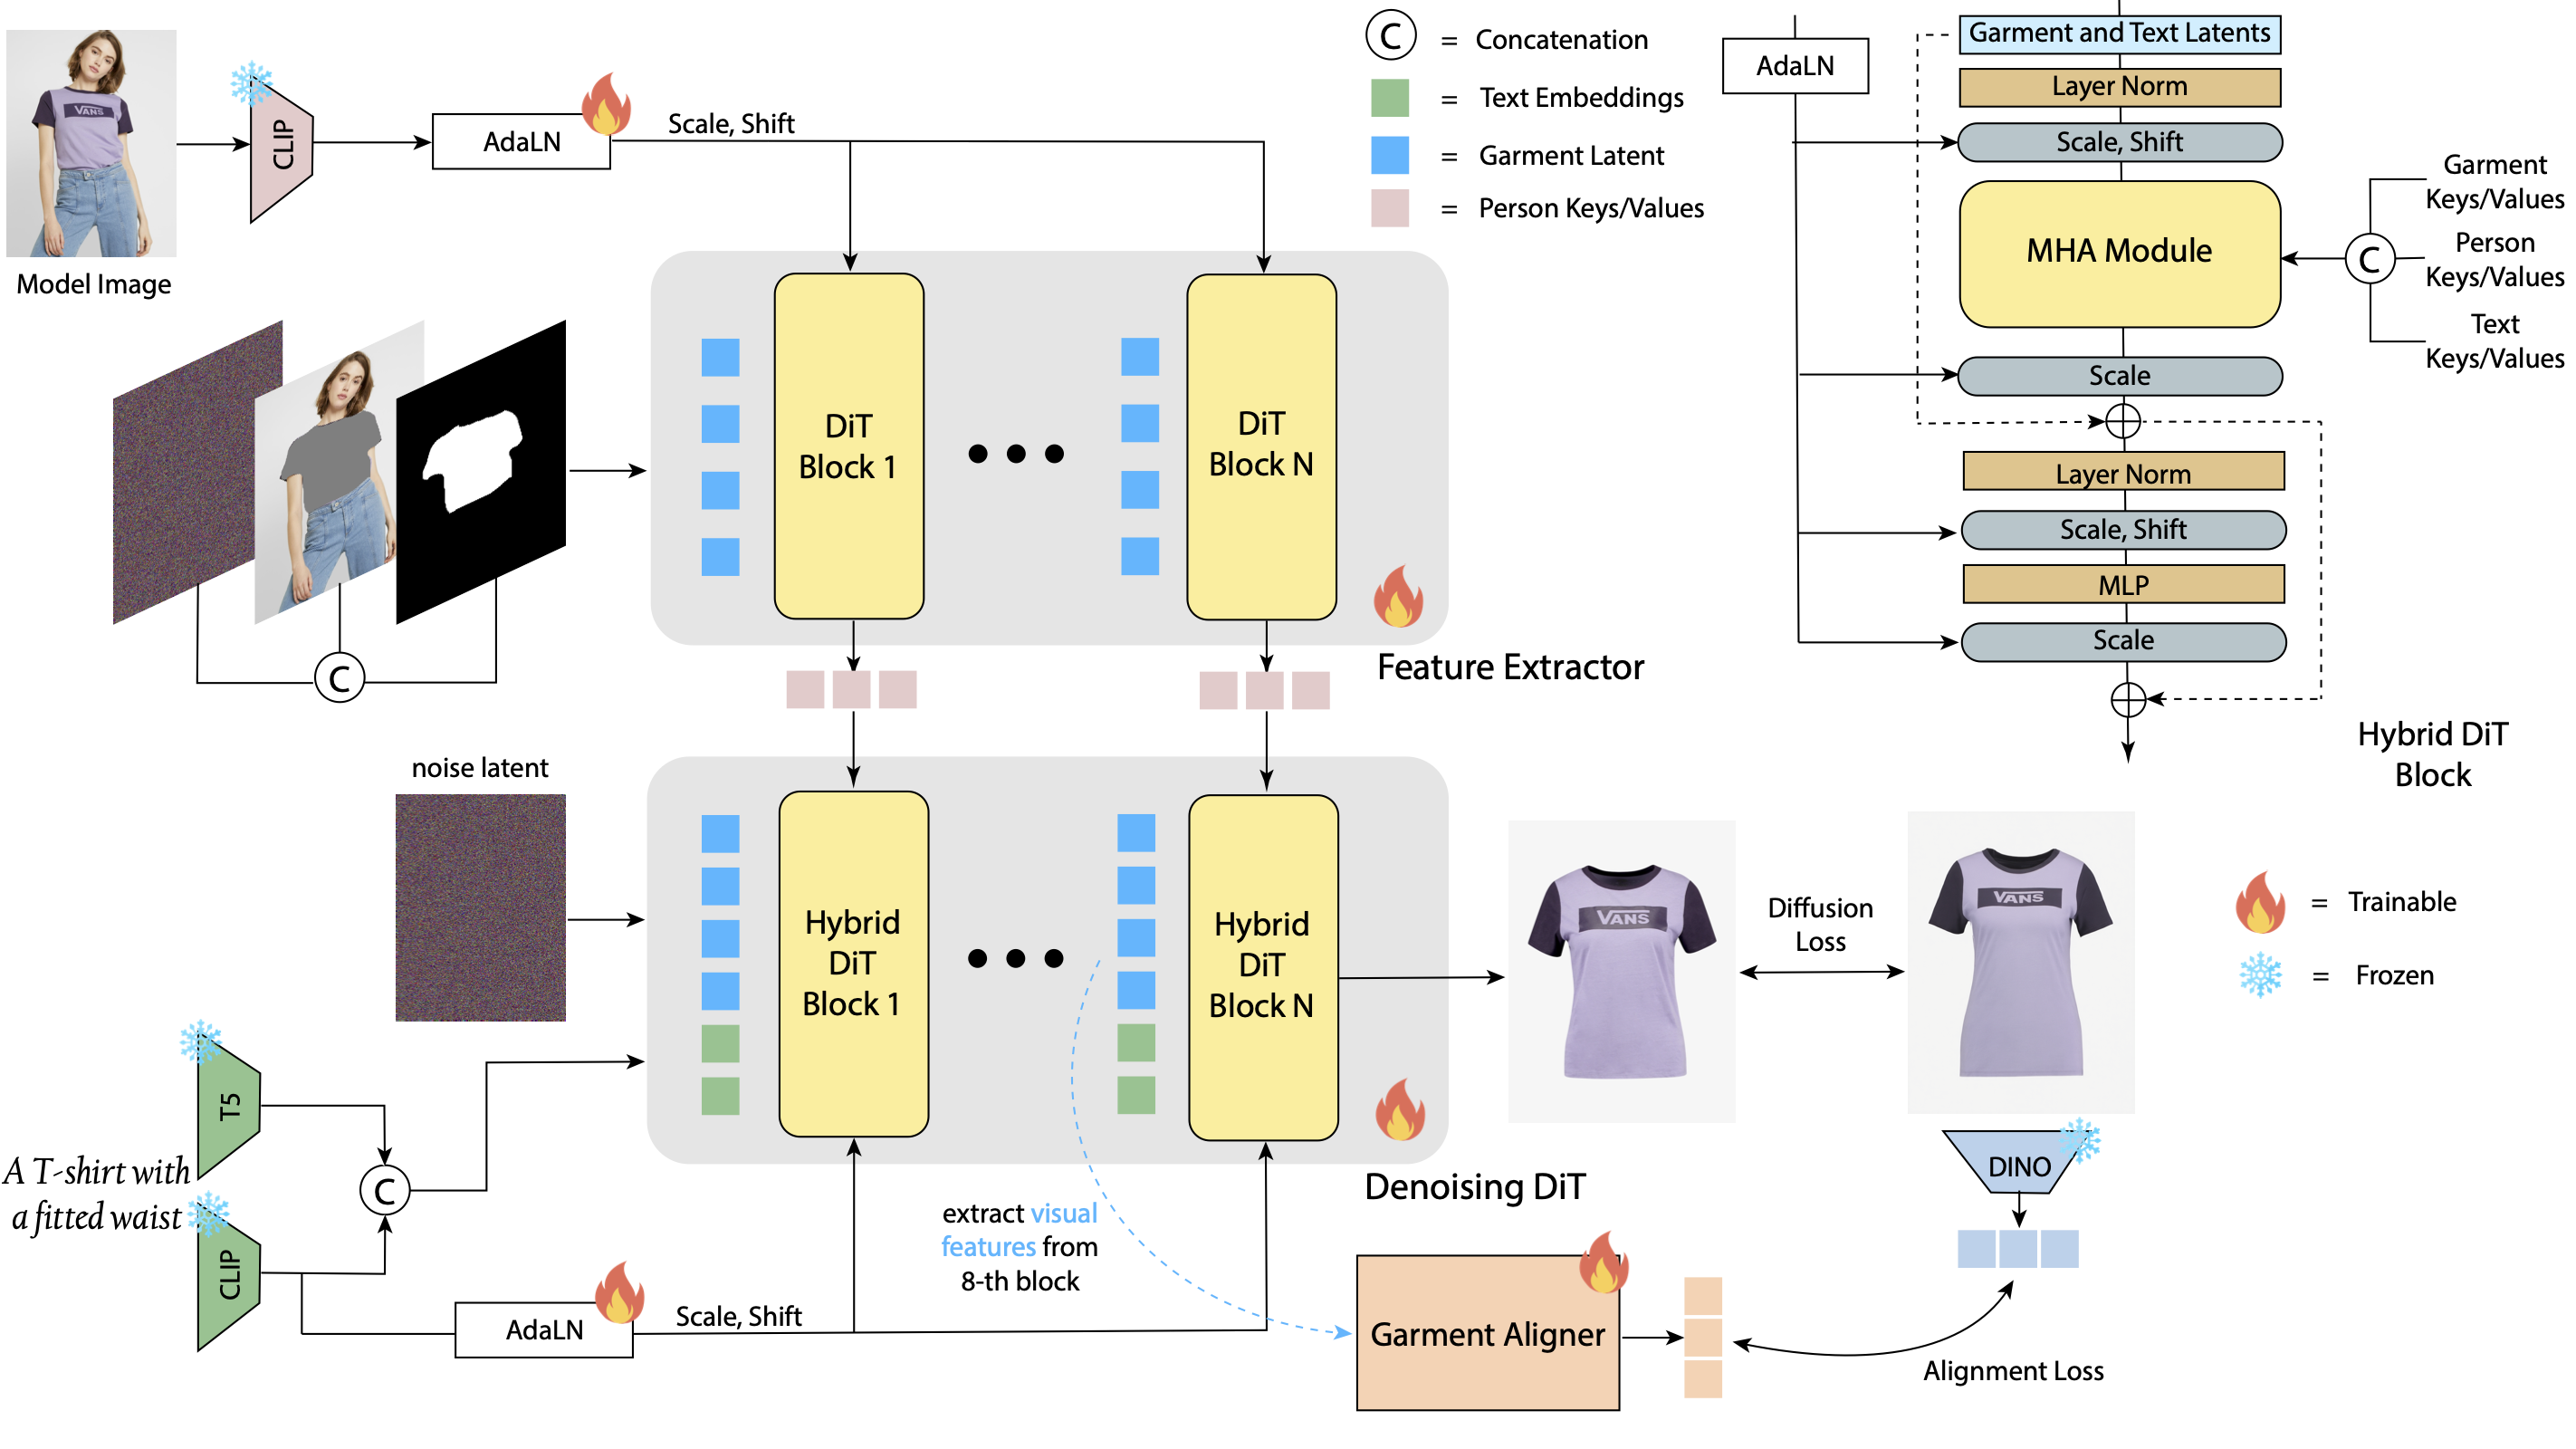 VANS
Model Image
CLIP
AdaLN
Scale, Shift
C
= Concatenation
= Text Embeddings
= Garment Latent
= Person Keys/Values
DiT
Block 1
DiT
Block N
C
Feature Extractor
noise latent
Hybrid
DiT
Block 1
Hybrid
DiT
Block N
Denoising DiT
T5
A T-shirt with
a fitted waist
CLIP
C
AdaLN
Scale, Shift
extract visual
features from
8-th block
Garment Aligner
VANS
Diffusion
Loss
VANS
DINO
Alignment Loss
= Trainable
= Frozen
AdaLN
Garment and Text Latents
Layer Norm
Scale, Shift
MHA Module
C
Garment
Keys/Values
Person
Keys/Values
Text
Keys/Values
Scale
Layer Norm
Scale, Shift
MLP
Scale
Hybrid DiT
Block